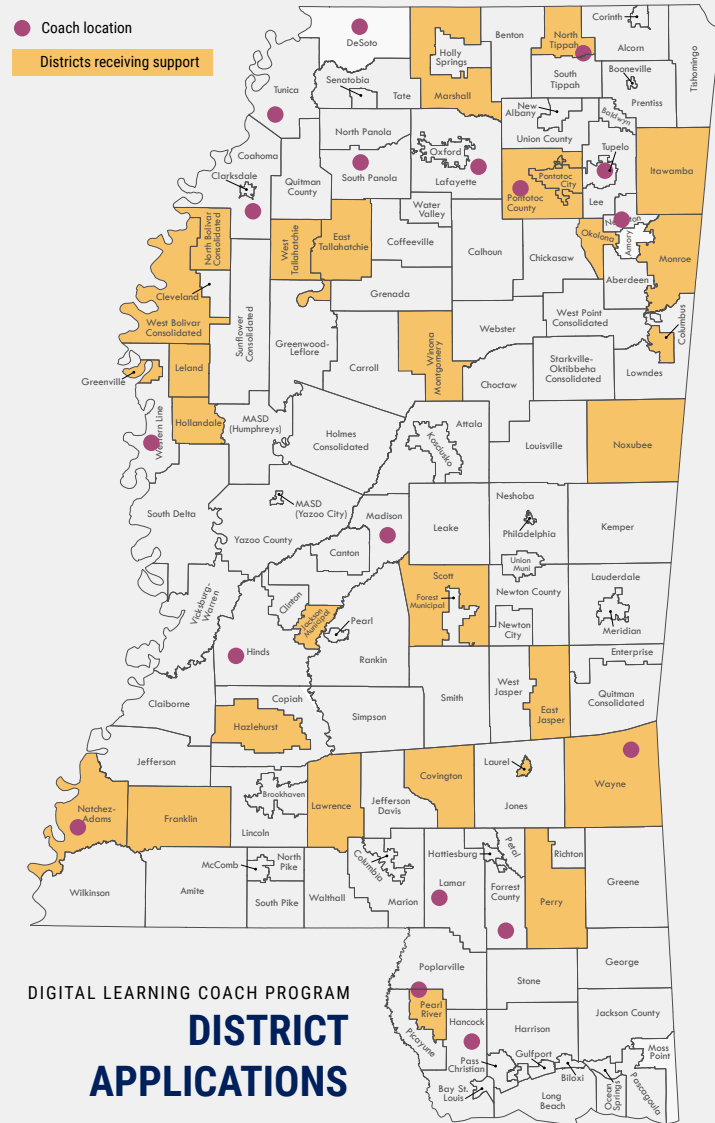 Coach location
Districts receiving support
DeSoto
Benton
North
Tippah
Corinth
Alcorn
Tishomingo
Holly
Springs
Senatobia
Tate
Marshall
South
Tippah
Booneville
Prentiss
Tunica
New
Albany
Baldwyn
North Panola
Union County
Oxford
Tupelo
Coahoma
Clarksdale
Quitman
County
South Panola
Lafayette
Pontotoc
City
Pontotoc
County
Itawamba
Lee
Water
Valley
North Bolivar
Consolidated
West
Tallahatchie
East
Tallahatchie
Coffeeville
Calhoun
Chickasaw
Okolona
Amory
Monroe
Aberdeen
Cleveland
Grenada
West Bolivar
Consolidated
Sunflower
Consolidated
Greenwood-
Leflore
Carroll
Winona
Montgomery
Webster
West Point
Consolidated
Columbus
Greenville
Leland
Choctaw
Starkville-
Oktibbeha
Consolidated
Lowndes
Hollandale
Western Line
MASD
(Humphreys)
Holmes
Consolidated
Attala
Kosciusko
Louisville
Noxubee
South Delta
MASD
(Yazoo City)
Yazoo County
Madison
Leake
Neshoba
Philadelphia
Kemper
Canton
Union
Muni
Vicksburg-
Warren
Clinton
Jackson
Municipal
Pearl
Scott
Forest
Municipal
Newton County
Newton
City
Lauderdale
Meridian
Hinds
Rankin
Enterprise
Claiborne
Copiah
Hazlehurst
Simpson
Smith
West
Jasper
East
Jasper
Quitman
Consolidated
Jefferson
Covington
Laurel
Jones
Wayne
Natchez-
Adams
Franklin
Brookhaven
Lincoln
Lawrence
Jefferson
Davis
McComb
North
Pike
Columbia
Hattiesburg
Petal
Richton
Wilkinson
Amite
South Pike
Walthall
Marion
Lamar
Forrest
County
Perry
Greene
Poplarville
Stone
George
DIGITAL LEARNING COACH PROGRAM
DISTRICT
APPLICATIONS
Pearl
River
Picayune
Hancock
Harrison
Jackson County
Pass
Christian
Gulfport
Biloxi
Moss
Point
Bay St.
Louis
Long
Beach
Ocean
Springs
Pascagoula